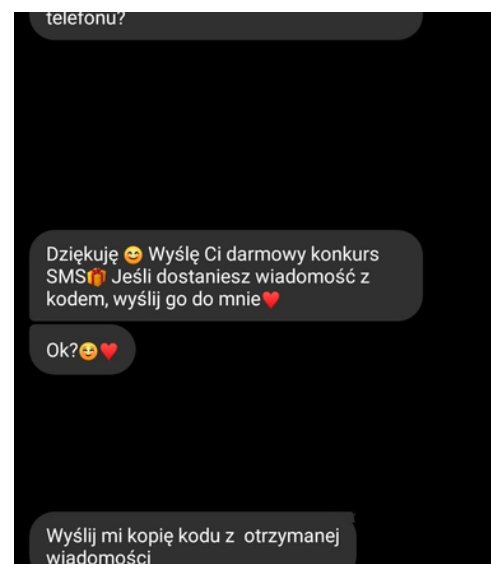 telefonu?
Dziękuję 😊 Wyślę Ci darmowy konkurs
SMS🎁 Jeśli dostaniesz wiadomość z
kodem, wyślij go do mnie♥️
Ok?☺️♥️
Wyślij mi kopię kodu z  otrzymanej
wiadomości